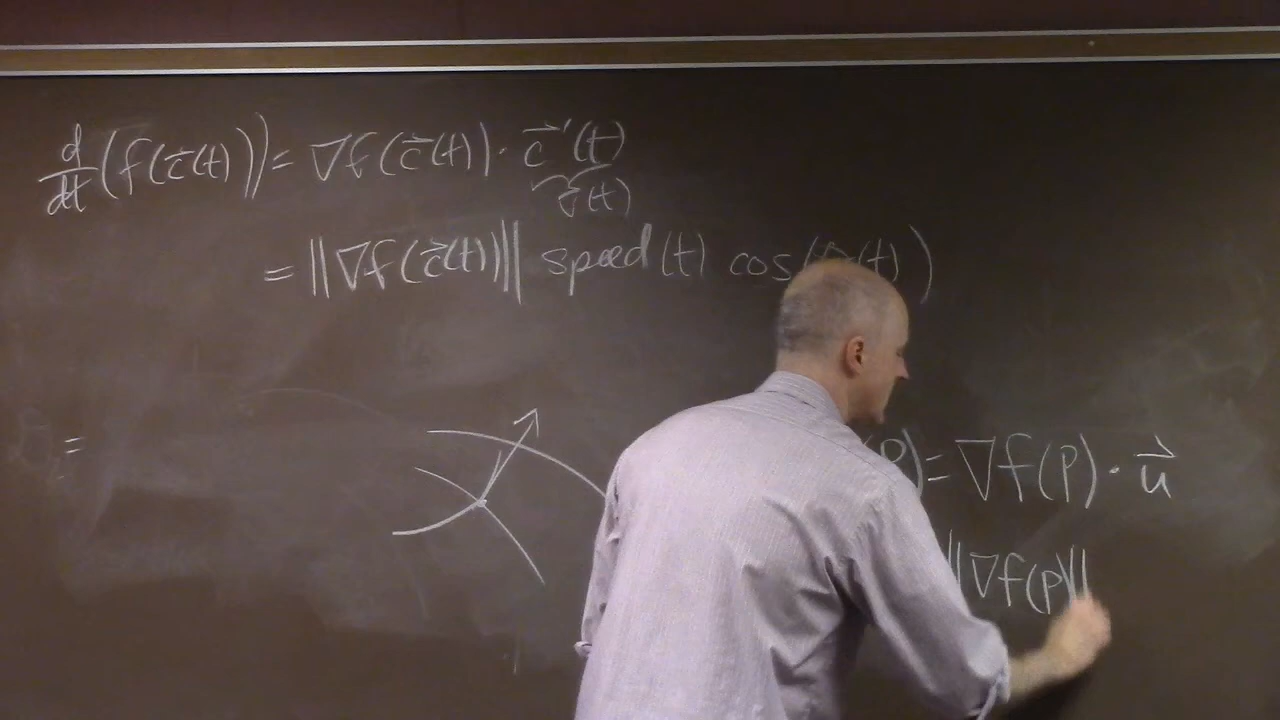 d/dt (f(c⃗(t))) = ∇f(c⃗(t)) · c⃗'(t)
v⃗(t)
= ||∇f(c⃗(t))|| speed(t) cos(θ(t))
=
P) = ∇f(P) · u⃗
||∇f(P)||